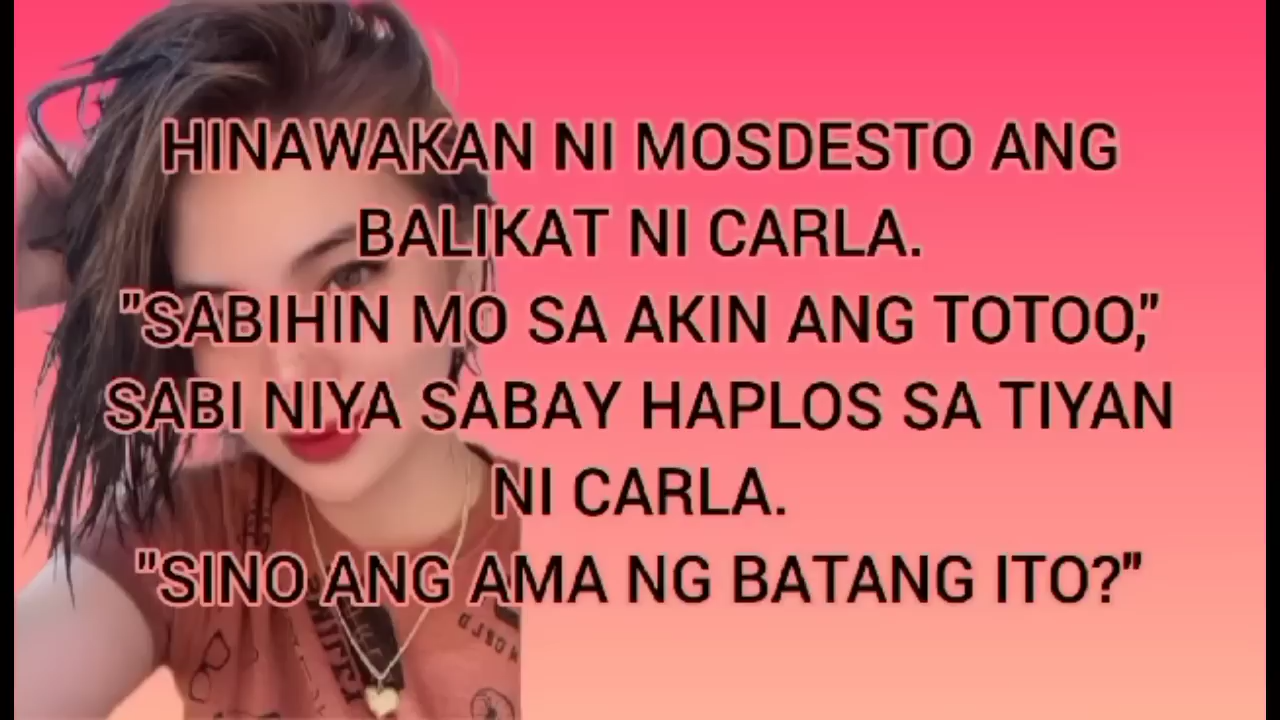 HINAWAKAN NI MOSDESTO ANG
BALIKAT NI CARLA.
"SABIHIN MO SA AKIN ANG TOTOO,"
SABI NIYA SABAY HAPLOS SA TIYAN
NI CARLA.
"SINO ANG AMA NG BATANG ITO?"